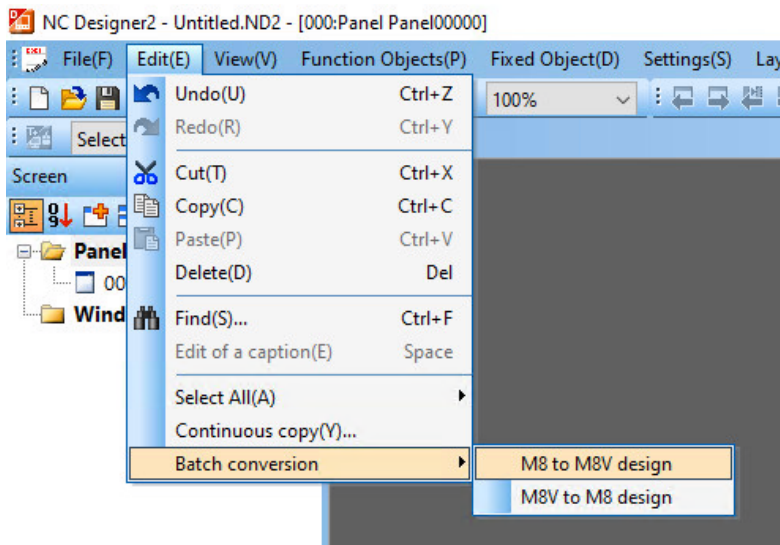 NC Designer2 - Untitled.ND2 - [000:Panel Panel00000]
File(F) Edit(E) View(V) Function Objects(P) Fixed Object(D) Settings(S) Lay
100%
Select
Screen
Panel
00
Wind
Undo(U) Ctrl+Z
Redo(R) Ctrl+Y
Cut(T) Ctrl+X
Copy(C) Ctrl+C
Paste(P) Ctrl+V
Delete(D) Del
Find(S)... Ctrl+F
Edit of a caption(E) Space
Select All(A)
Continuous copy(Y)...
Batch conversion
M8 to M8V design
M8V to M8 design